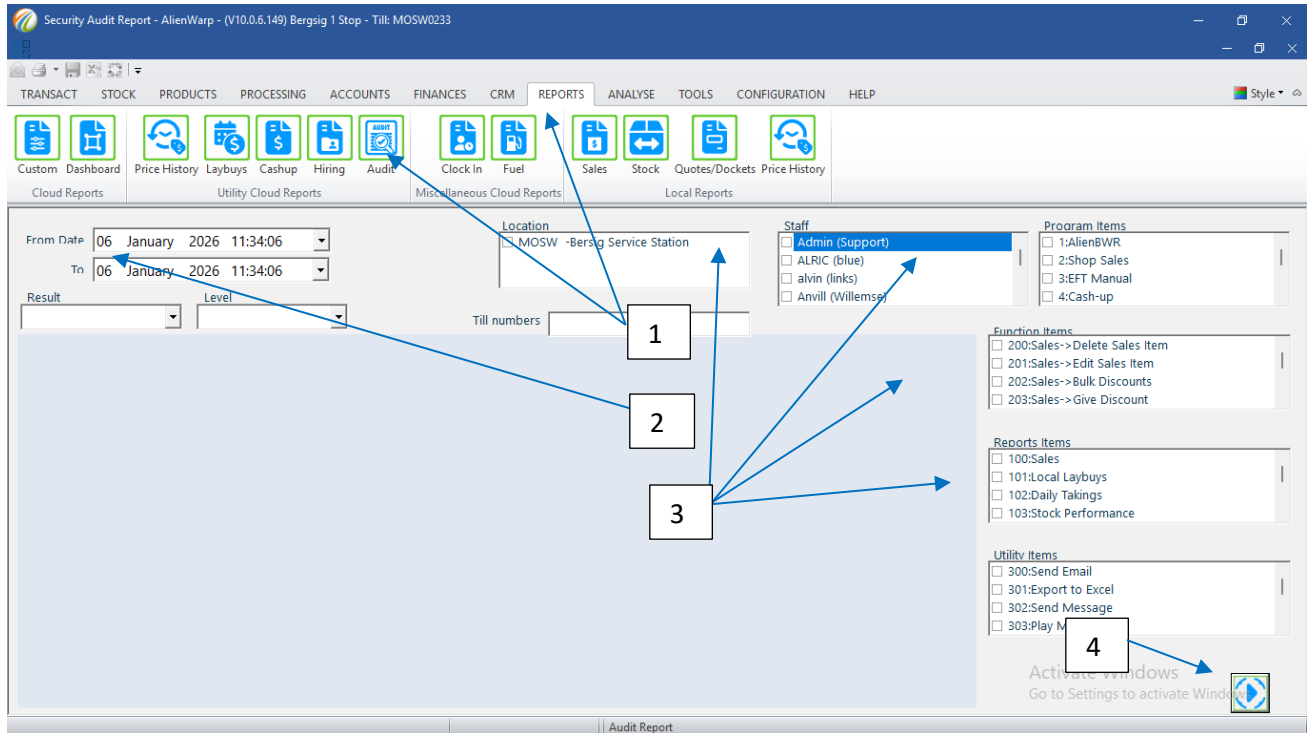 Security Audit Report - AlienWarp - (V10.0.6.149) Bergsig 1 Stop - Till: MOSW0233
TRANSACT STOCK PRODUCTS PROCESSING ACCOUNTS FINANCES CRM REPORTS ANALYSE TOOLS CONFIGURATION HELP Style
AUDIT
Custom Dashboard Price History Laybuys Cashup Hiring Audit Clock In Fuel Sales Stock Quotes/Dockets Price History
Cloud Reports Utility Cloud Reports Miscellaneous Cloud Reports Local Reports
From Date 06 January 2026 11:34:06
To 06 January 2026 11:34:06
Result Level
Location
MOSW -Bersig Service Station
Till numbers
Staff
Admin (Support)
ALRIC (blue)
alvin (links)
Anvill (Willemse)
Program Items
1:AlienBWR
2:Shop Sales
3:EFT Manual
4:Cash-up
1
2
3
Function Items
200:Sales->Delete Sales Item
201:Sales->Edit Sales Item
202:Sales->Bulk Discounts
203:Sales->Give Discount
Reports Items
100:Sales
101:Local Laybuys
102:Daily Takings
103:Stock Performance
Utility Items
300:Send Email
301:Export to Excel
302:Send Message
303:Play M
4
Activate Windows
Go to Settings to activate Windows
Audit Report